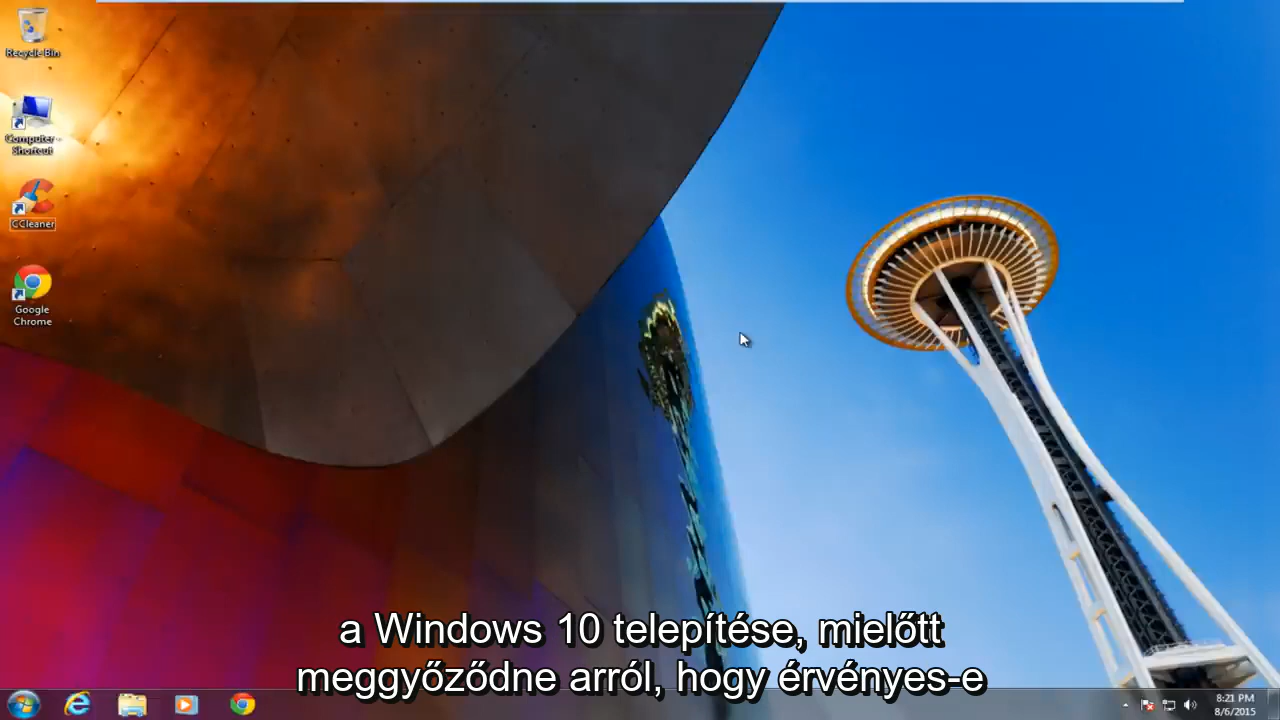 Recycle Bin
Computer -
Shortcut
CCleaner
Google
Chrome
a Windows 10 telepítése, mielőtt
meggyőződne arról, hogy érvényes-e
8:21 PM
8/6/2015